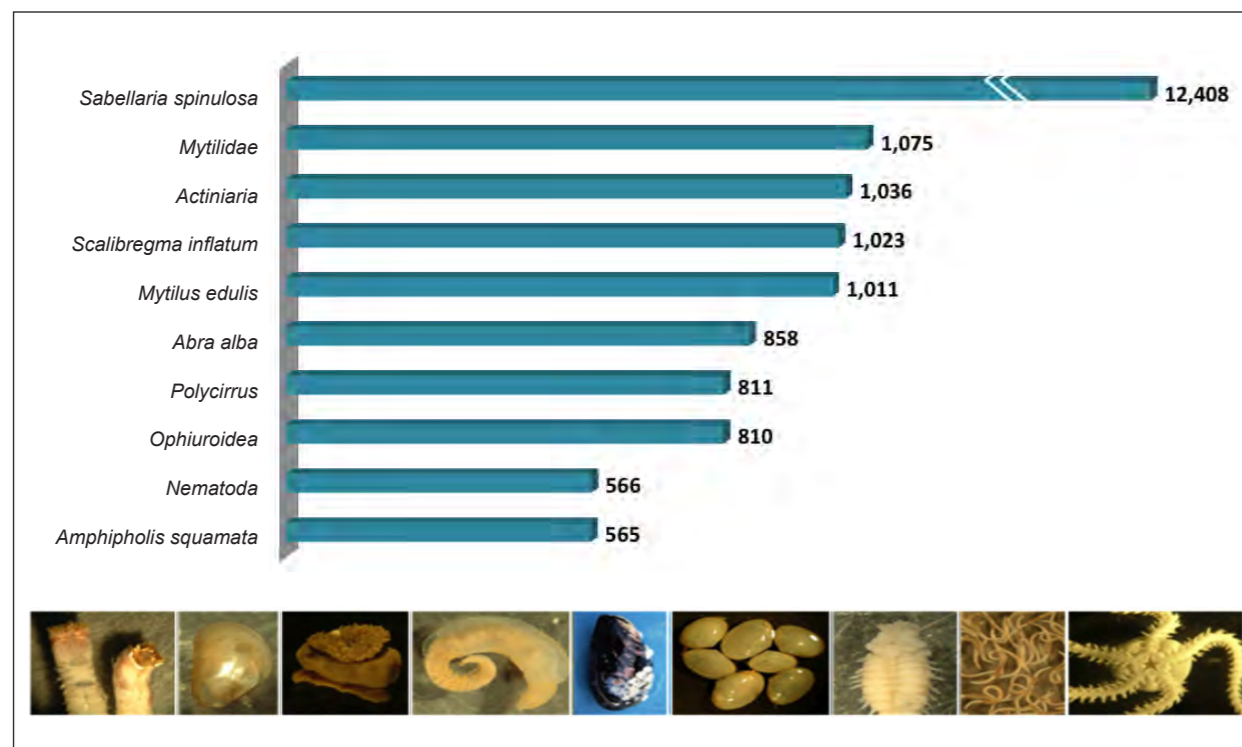 Sabellaria spinulosa 12,408
Mytilidae 1,075
Actiniaria 1,036
Scalibregma inflatum 1,023
Mytilus edulis 1,011
Abra alba 858
Polycirrus 811
Ophiuroidea 810
Nematoda 566
Amphipholis squamata 565